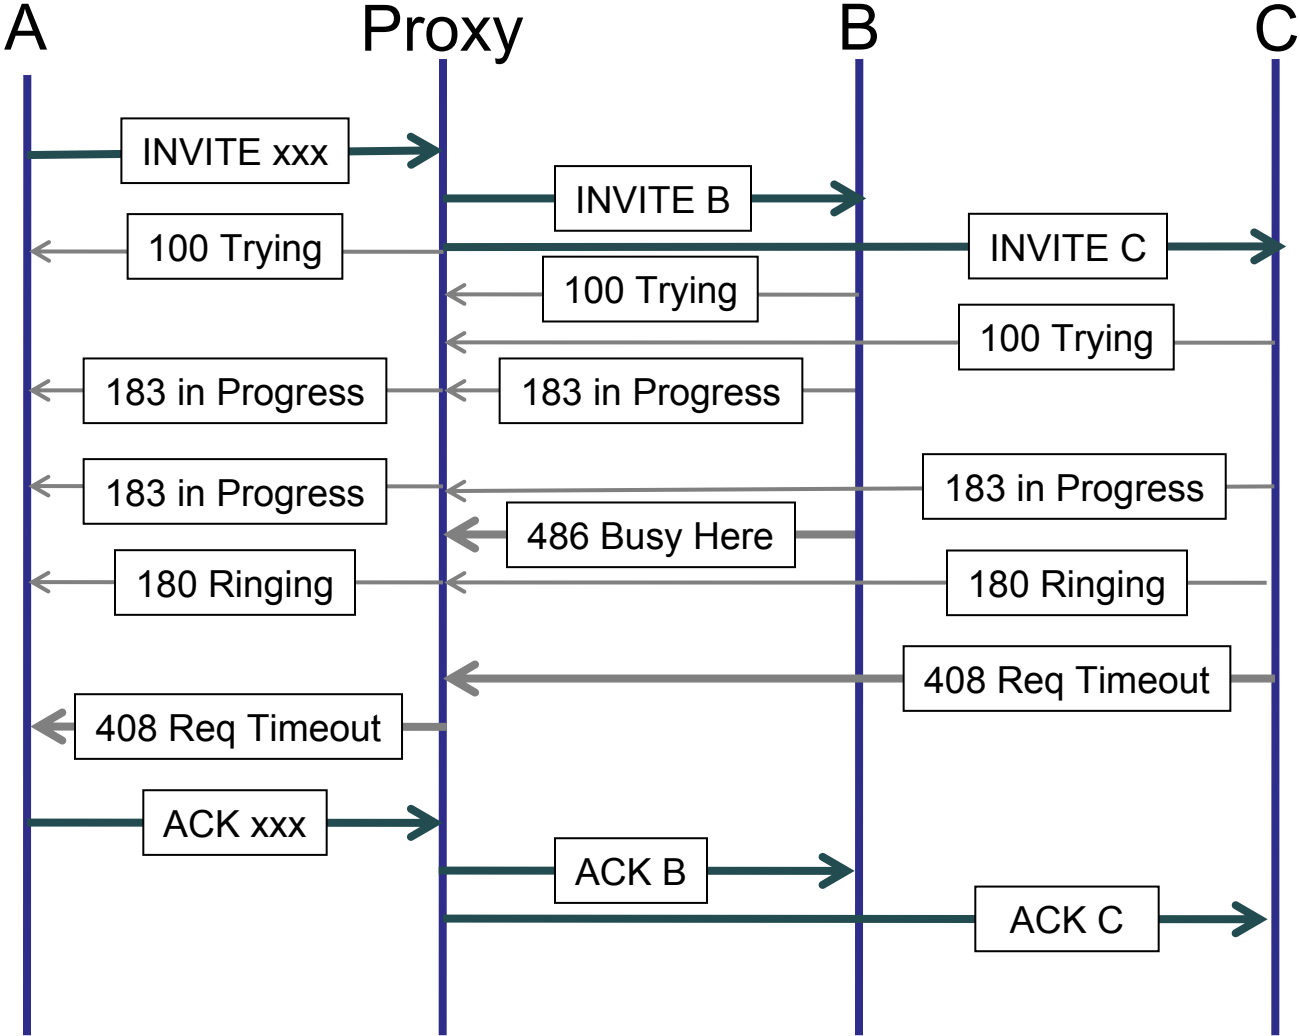 A
Proxy
B
C
INVITE xxx
INVITE B
100 Trying
INVITE C
100 Trying
100 Trying
183 in Progress
183 in Progress
183 in Progress
183 in Progress
486 Busy Here
180 Ringing
180 Ringing
408 Req Timeout
408 Req Timeout
ACK xxx
ACK B
ACK C